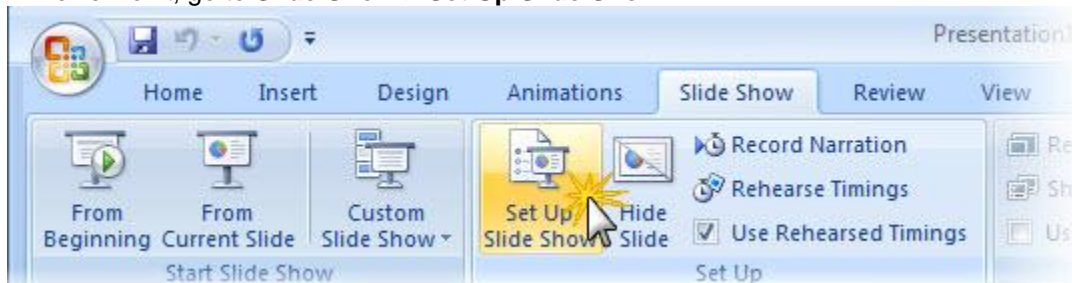 Presentation
Home Insert Design Animations Slide Show Review View
From Beginning
From Current Slide
Custom Slide Show
Set Up Slide Show
Hide Slide
Record Narration
Rehearse Timings
Use Rehearsed Timings
Start Slide Show
Set Up